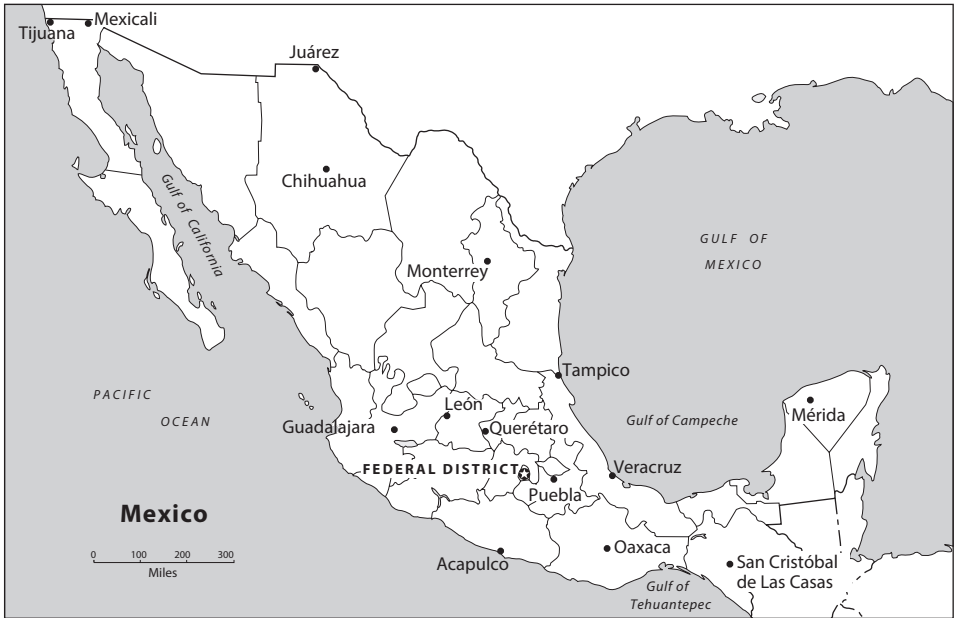 Mexicali
Tijuana
Juárez
Chihuahua
Gulf of California
GULF OF
MEXICO
Monterrey
Tampico
PACIFIC
OCEAN
León
Mérida
Guadalajara
Querétaro
Gulf of Campeche
FEDERAL DISTRICT
Veracruz
Puebla
Mexico
0 100 200 300
Miles
Acapulco
Oaxaca
San Cristóbal
de Las Casas
Gulf of
Tehuantepec